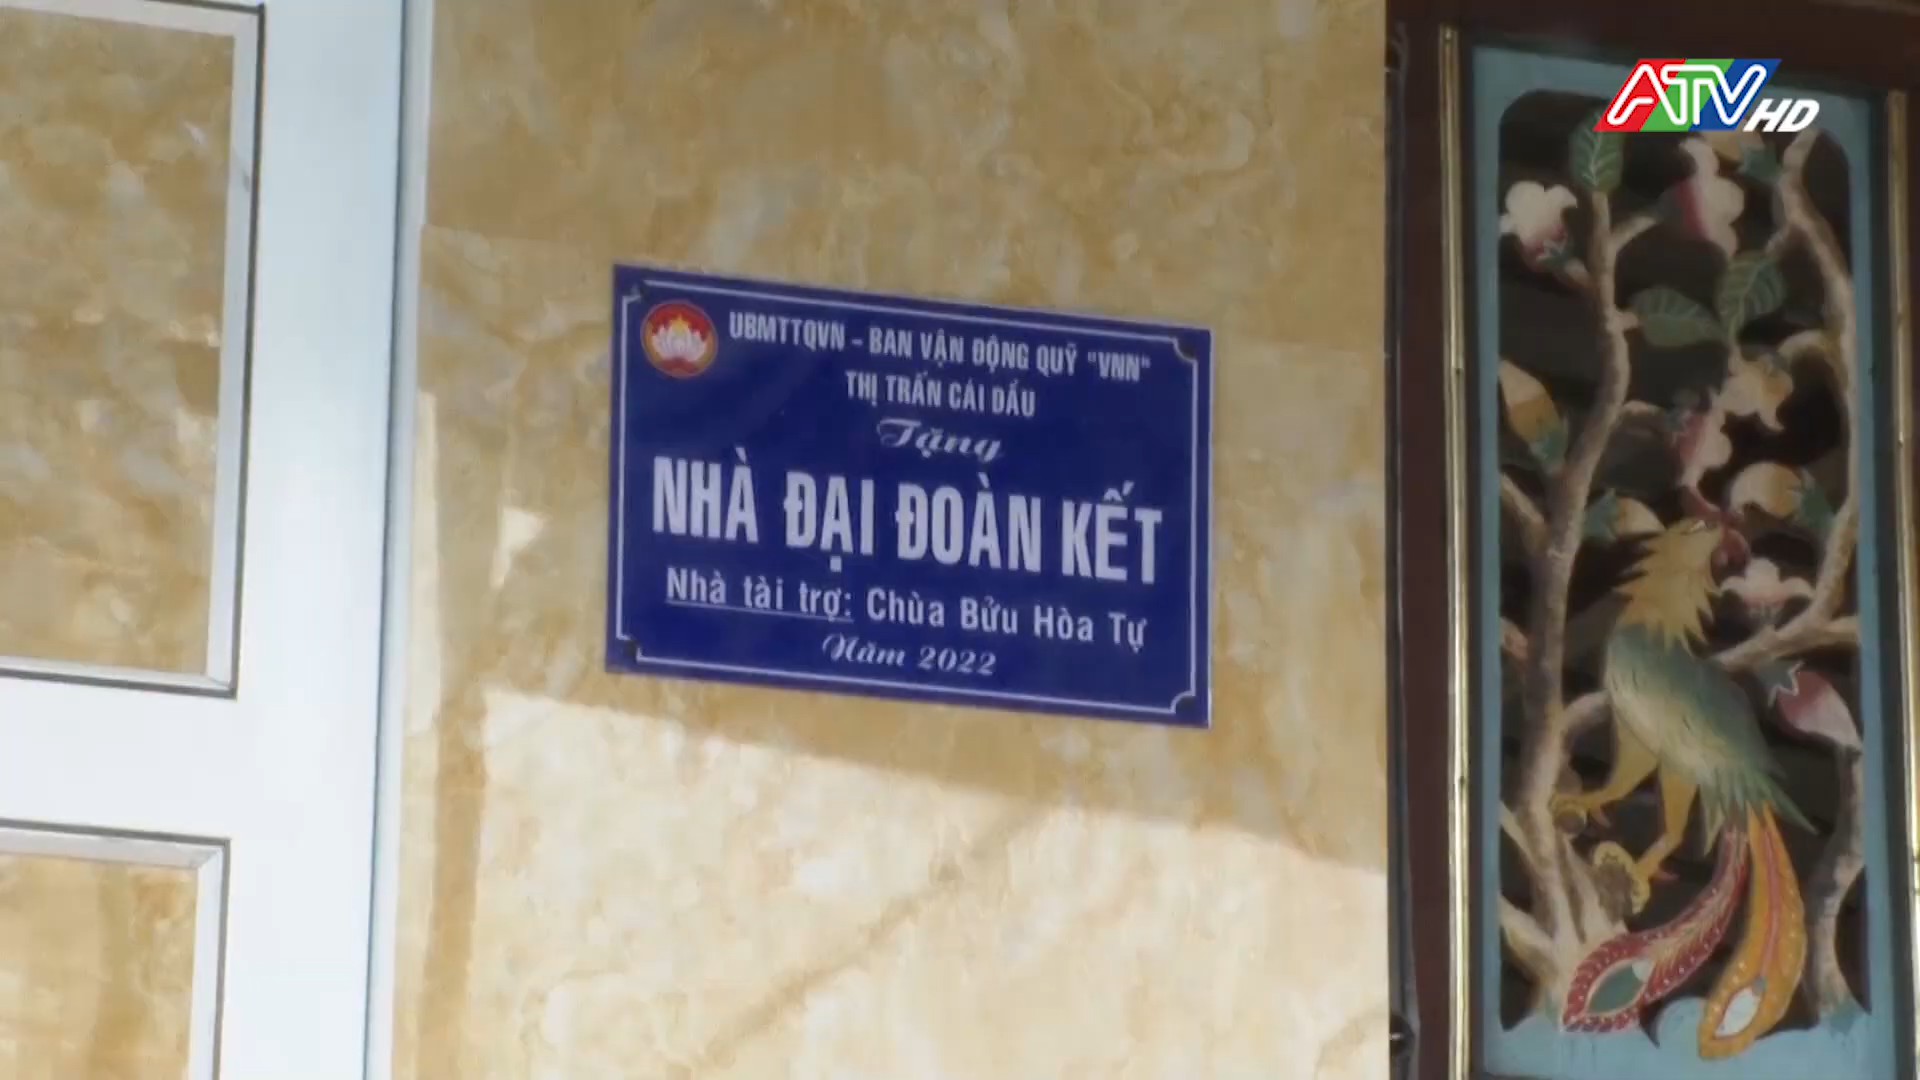 ATV HD
UBMTTQVN - BAN VẬN ĐỘNG QUỸ "VNN"
THỊ TRẤN CÁI DẦU
Tặng
NHÀ ĐẠI ĐOÀN KẾT
Nhà tài trợ: Chùa Bửu Hòa Tự
Năm 2022